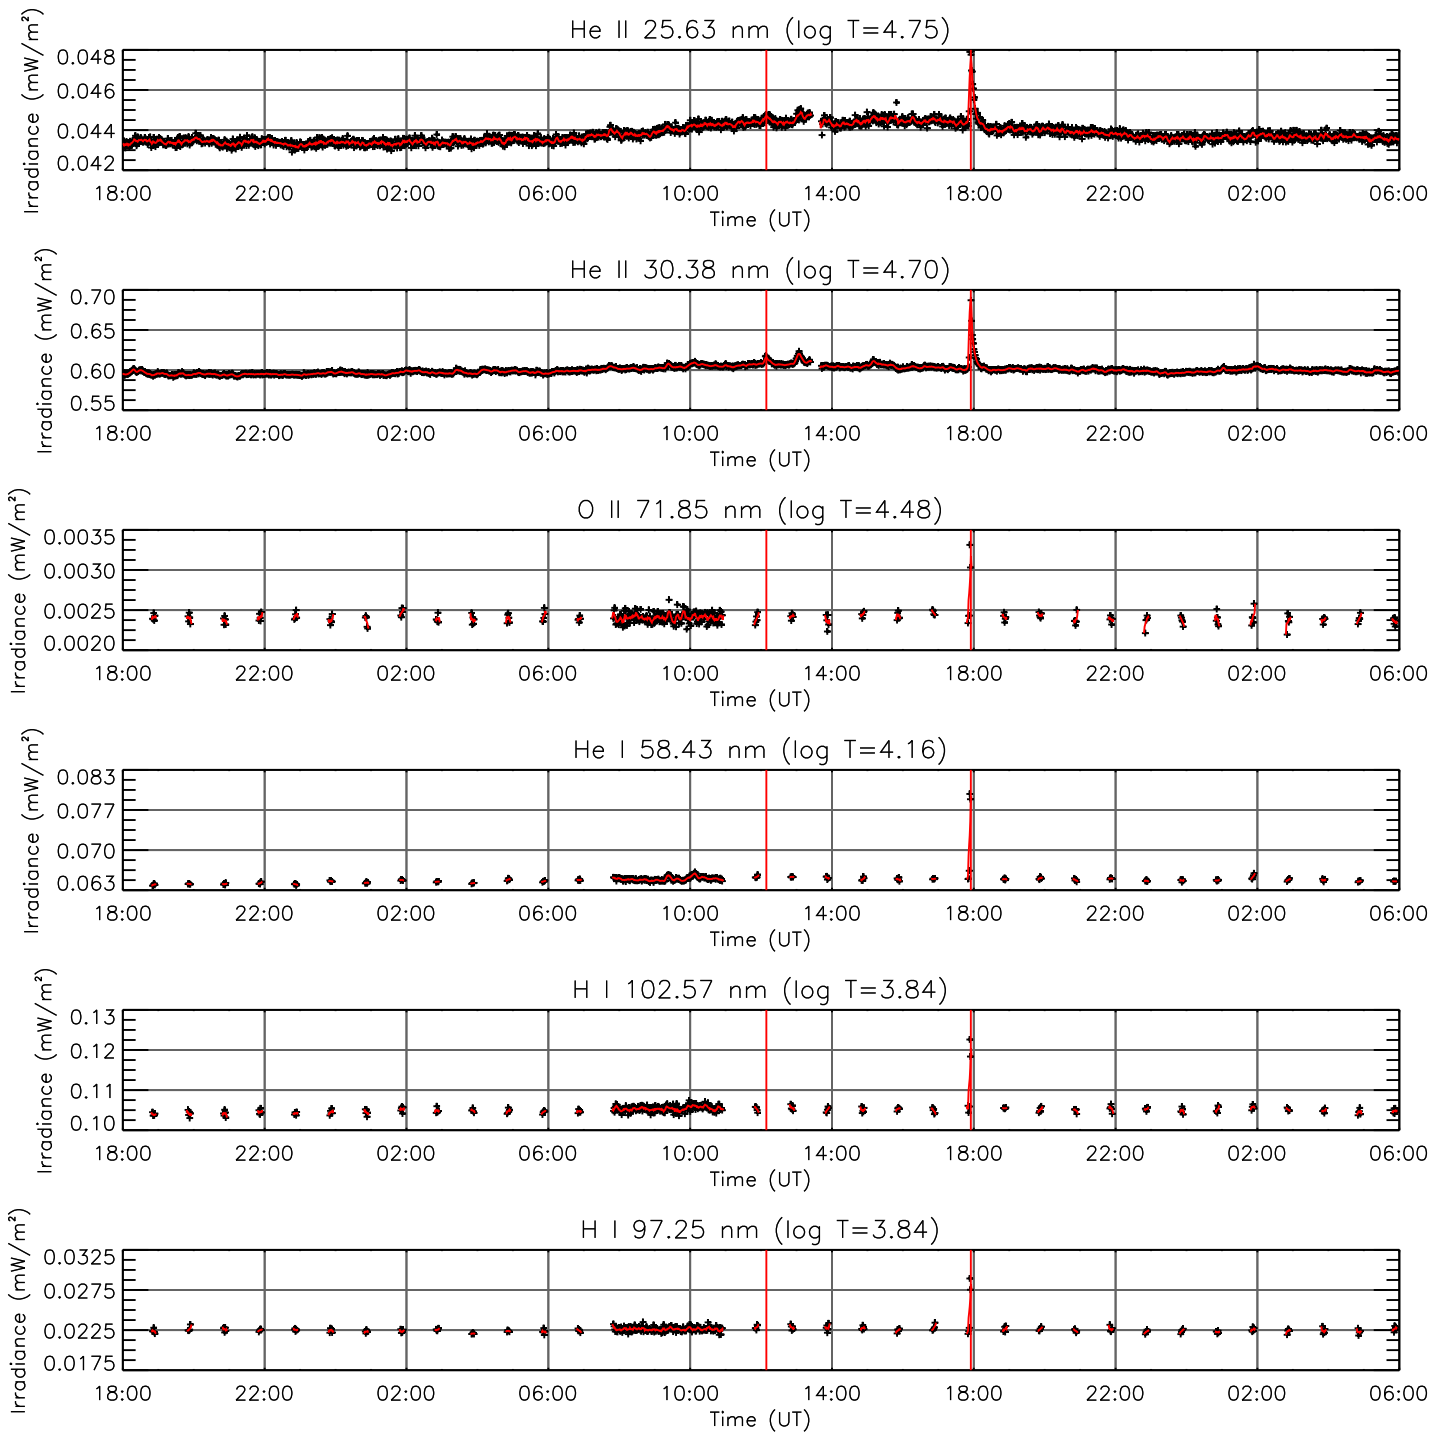 He II 25.63 nm (log T=4.75)
Irradiance (mW/m²)
0.048
0.046
0.044
0.042
18:00 22:00 02:00 06:00 10:00 14:00 18:00 22:00 02:00 06:00
Time (UT)
He II 30.38 nm (log T=4.70)
Irradiance (mW/m²)
0.70
0.65
0.60
0.55
18:00 22:00 02:00 06:00 10:00 14:00 18:00 22:00 02:00 06:00
Time (UT)
O II 71.85 nm (log T=4.48)
Irradiance (mW/m²)
0.0035
0.0030
0.0025
0.0020
18:00 22:00 02:00 06:00 10:00 14:00 18:00 22:00 02:00 06:00
Time (UT)
He I 58.43 nm (log T=4.16)
Irradiance (mW/m²)
0.083
0.077
0.070
0.063
18:00 22:00 02:00 06:00 10:00 14:00 18:00 22:00 02:00 06:00
Time (UT)
H I 102.57 nm (log T=3.84)
Irradiance (mW/m²)
0.13
0.12
0.11
0.10
18:00 22:00 02:00 06:00 10:00 14:00 18:00 22:00 02:00 06:00
Time (UT)
H I 97.25 nm (log T=3.84)
Irradiance (mW/m²)
0.0325
0.0275
0.0225
0.0175
18:00 22:00 02:00 06:00 10:00 14:00 18:00 22:00 02:00 06:00
Time (UT)